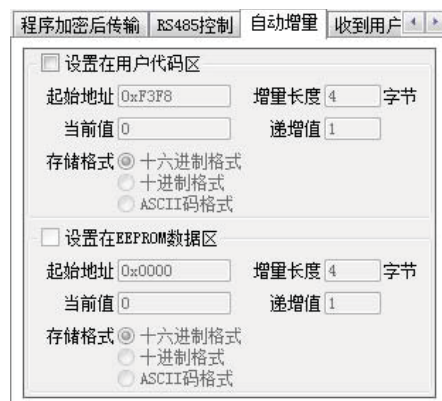 程序加密后传输 RS485控制 自动增量 收到用户
设置在用户代码区
起始地址 0xF3F8 增量长度 4 字节
当前值 0 递增值 1
存储格式 十六进制格式
十进制格式
ASCII码格式
设置在EEPROM数据区
起始地址 0x0000 增量长度 4 字节
当前值 0 递增值 1
存储格式 十六进制格式
十进制格式
ASCII码格式